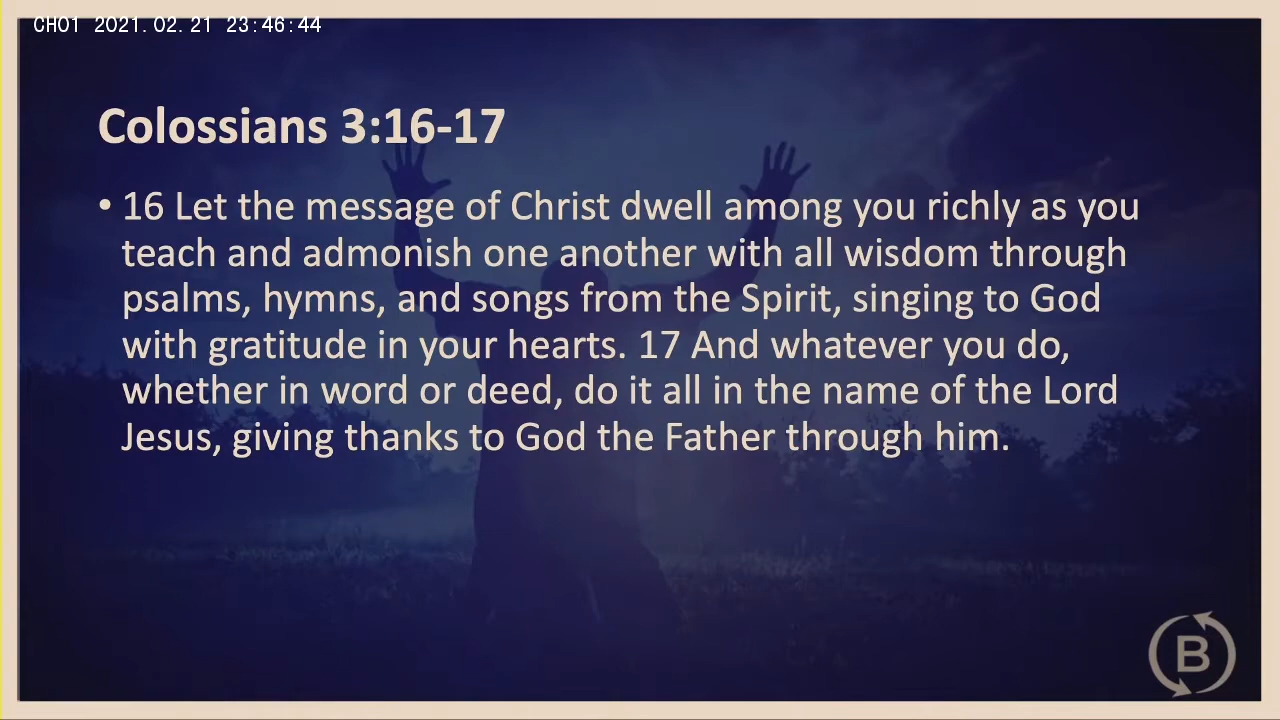 CH01 2021.02.21 23:46:44
Colossians 3:16-17
• 16 Let the message of Christ dwell among you richly as you
teach and admonish one another with all wisdom through
psalms, hymns, and songs from the Spirit, singing to God
with gratitude in your hearts. 17 And whatever you do,
whether in word or deed, do it all in the name of the Lord
Jesus, giving thanks to God the Father through him.
B